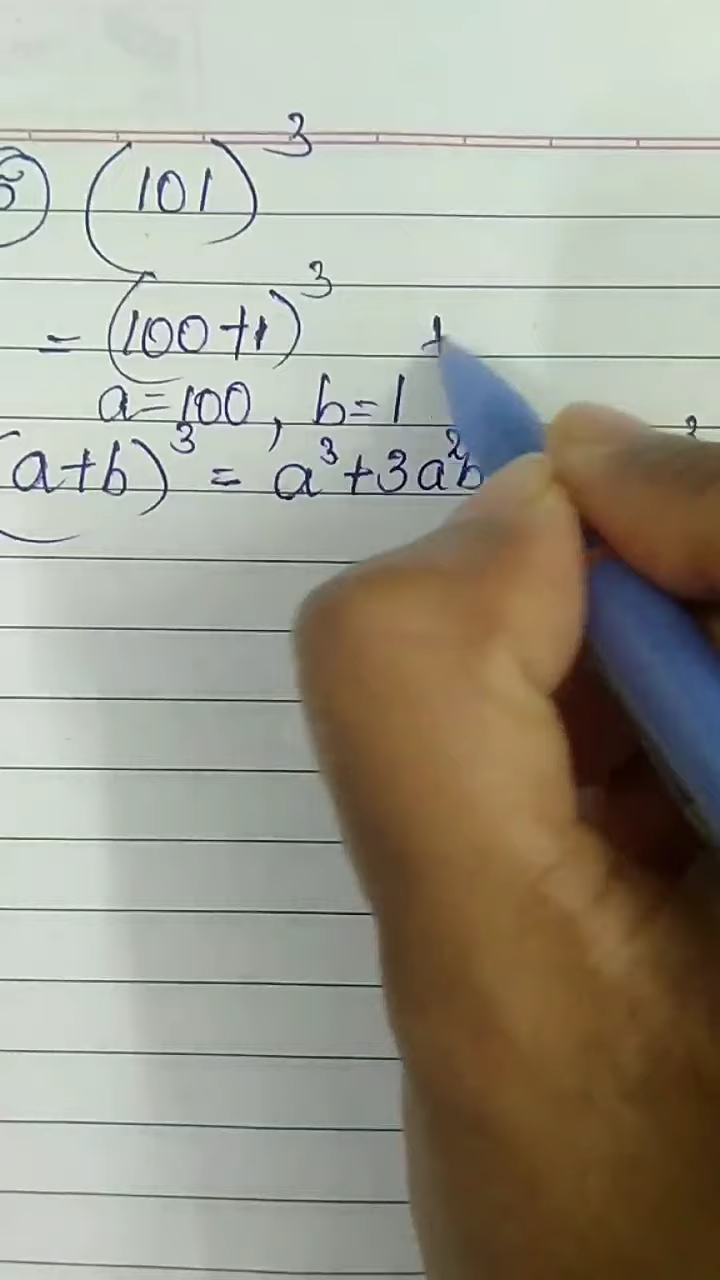 (101)³
= (100+1)³ +
a=100, b=1
(a+b)³ = a³+3a²b